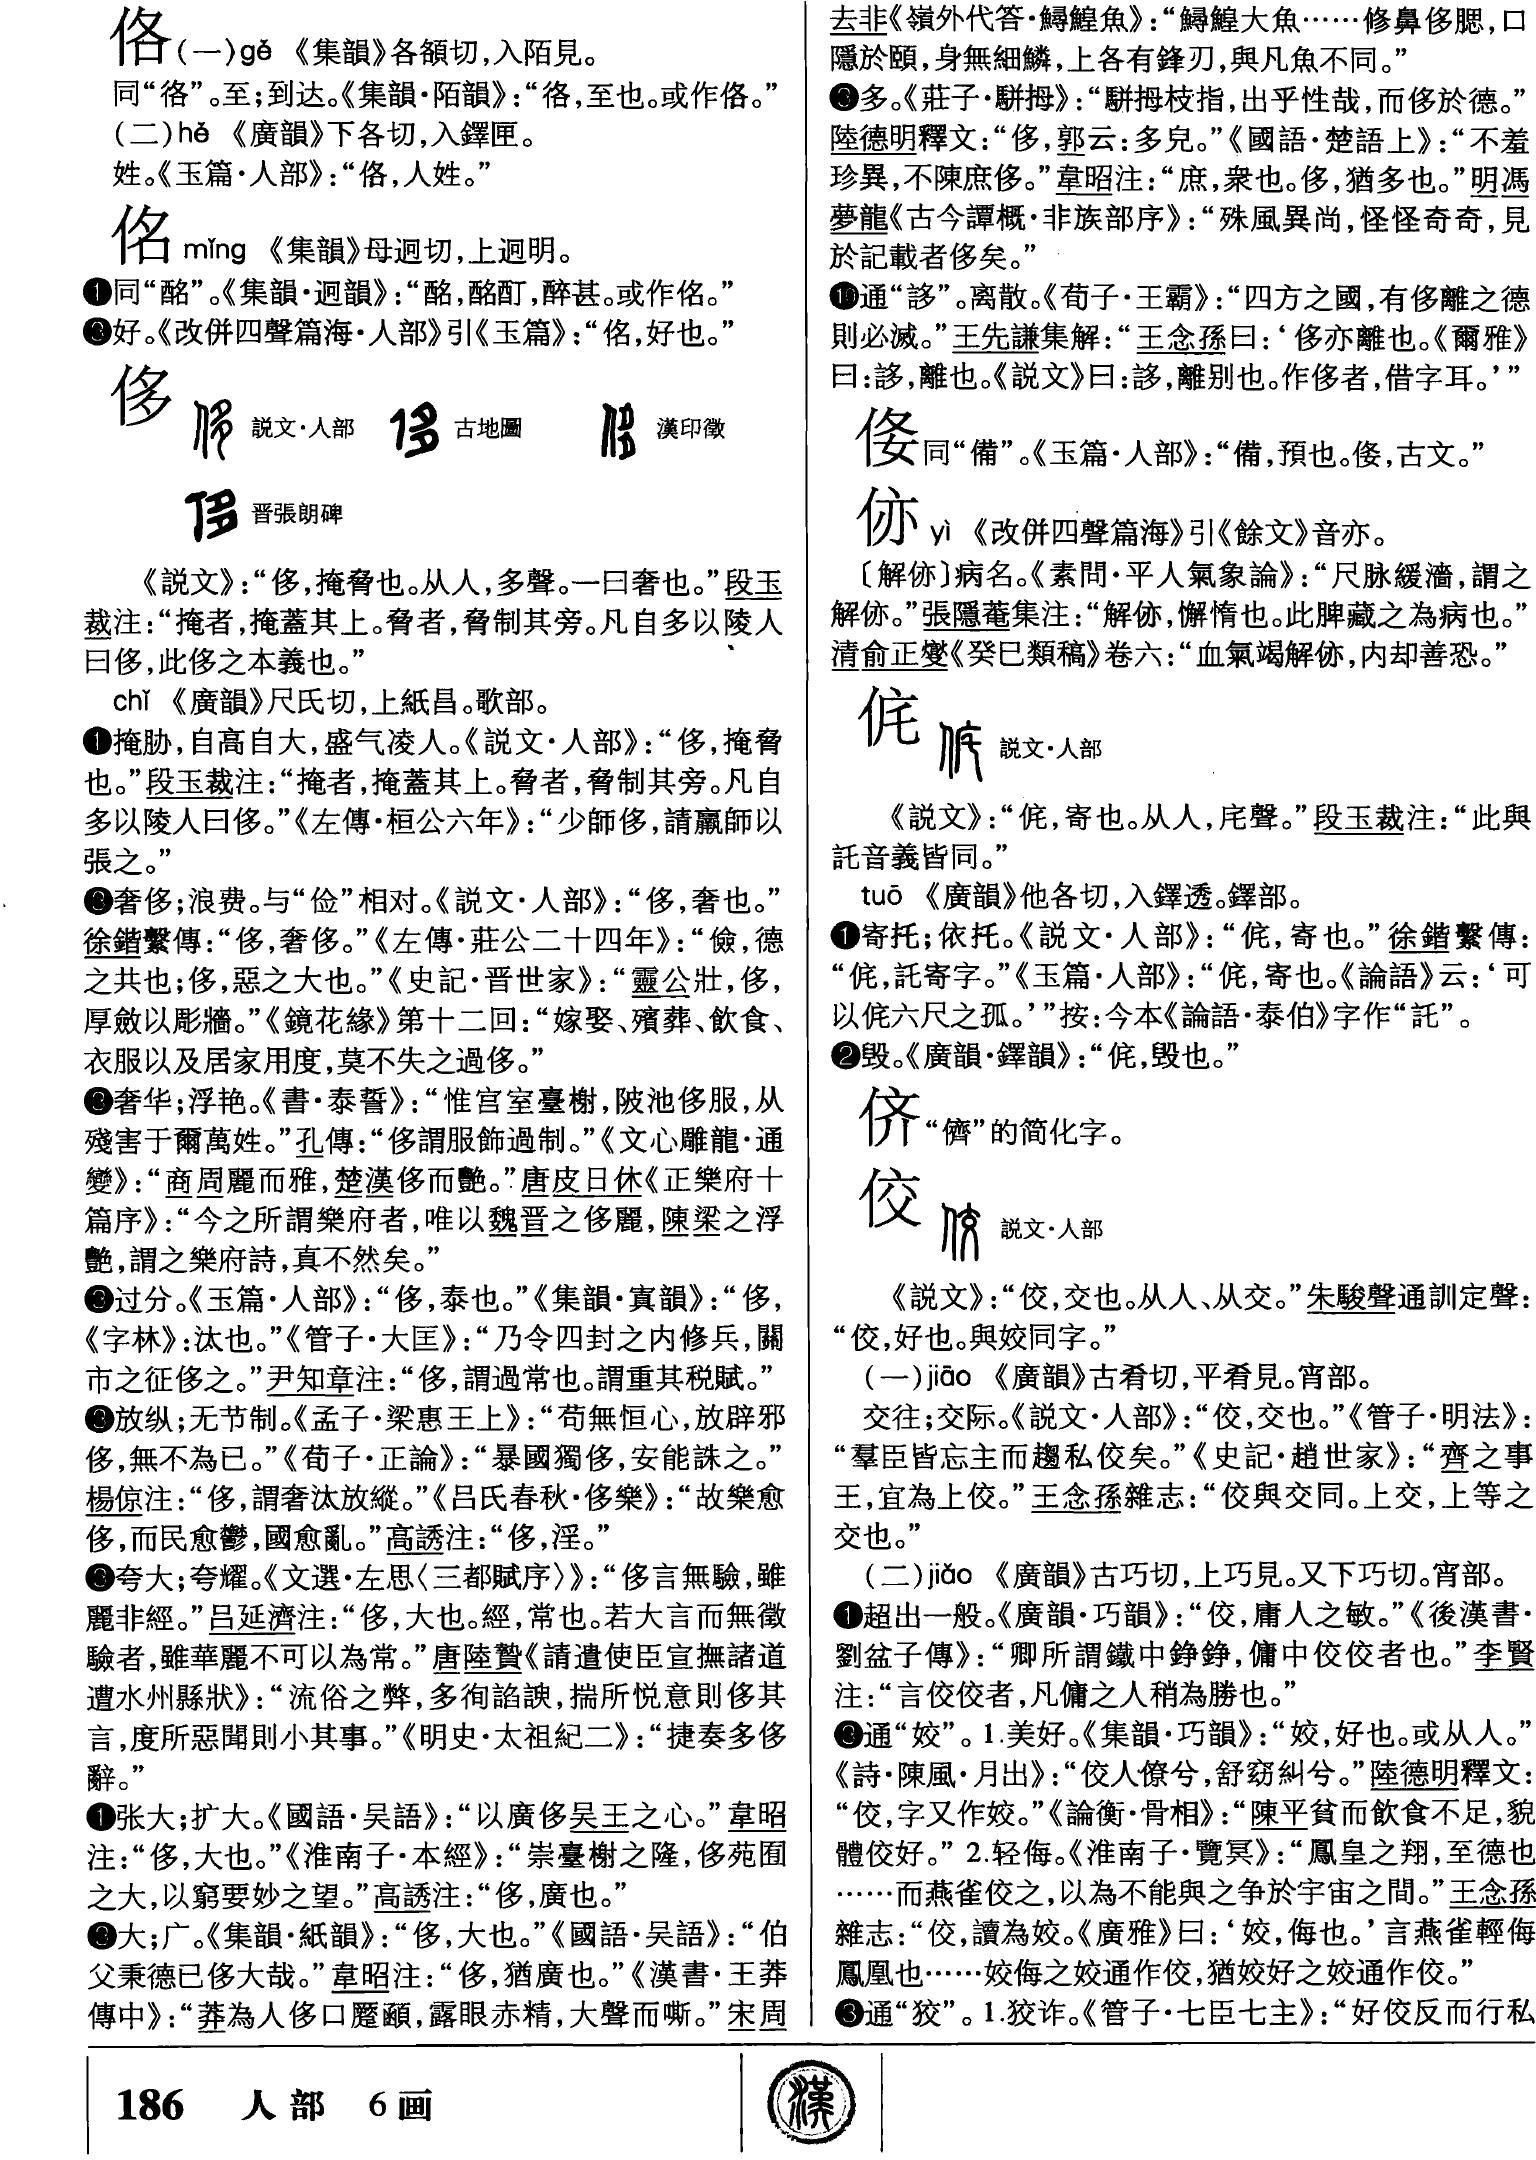 佫(一)gě 《集韻》各額切,入陌見。
同“𢓜”。至;到达。《集韻·陌韻》:“𢓜,至也。或作佫。”
(二)hè 《廣韻》下各切,入鐸匣。
姓。《玉篇·人部》:“佫,人姓。”
佲 mǐng 《集韻》母迥切,上迥明。
❶同“酩”。《集韻·迥韻》:“酩,酩酊,醉甚。或作佲。”
❷好。《改併四聲篇海·人部》引《玉篇》:“佲,好也。”
侈
説文·人部 古地圖 漢印徵
晋張朗碑
《説文》:“侈,掩脅也。从人,多聲。一曰奢也。”段玉
裁注:“掩者,掩蓋其上。脅者,脅制其旁。凡自多以陵人
曰侈,此侈之本義也。”
chǐ 《廣韻》尺氏切,上紙昌。歌部。
❶掩胁,自高自大,盛气凌人。《説文·人部》:“侈,掩脅
也。”段玉裁注:“掩者,掩蓋其上。脅者,脅制其旁。凡自
多以陵人曰侈。”《左傳·桓公六年》:“少師侈,請羸師以
張之。”
❷奢侈;浪费。与“俭”相对。《説文·人部》:“侈,奢也。”
徐鍇繫傳:“侈,奢侈。”《左傳·莊公二十四年》:“儉,德
之共也;侈,惡之大也。”《史記·晋世家》:“靈公壯,侈,
厚斂以彫牆。”《鏡花緣》第十二回:“嫁娶、殯葬、飲食、
衣服以及居家用度,莫不失之過侈。”
❸奢华;浮艳。《書·泰誓》:“惟宫室臺榭,陂池侈服,从
殘害于爾萬姓。”孔傳:“侈謂服飾過制。”《文心雕龍·通
變》:“商周麗而雅,楚漢侈而艷。”唐皮日休《正樂府十
篇序》:“今之所謂樂府者,唯以魏晋之侈麗,陳梁之浮
艷,謂之樂府詩,真不然矣。”
❹过分。《玉篇·人部》:“侈,泰也。”《集韻·寘韻》:“侈,
《字林》:汰也。”《管子·大匡》:“乃令四封之内修兵,關
市之征侈之。”尹知章注:“侈,謂過常也。謂重其税賦。”
❺放纵;无节制。《孟子·梁惠王上》:“苟無恒心,放辟邪
侈,無不為已。”《荀子·正論》:“暴國獨侈,安能誅之。”
楊倞注:“侈,謂奢汰放縱。”《吕氏春秋·侈樂》:“故樂愈
侈,而民愈鬱,國愈亂。”高誘注:“侈,淫。”
❻夸大;夸耀。《文選·左思〈三都賦序〉》:“侈言無驗,雖
麗非經。”吕延濟注:“侈,大也。經,常也。若大言而無徵
驗者,雖華麗不可以為常。”唐陸贄《請遣使臣宣撫諸道
遭水州縣狀》:“流俗之弊,多徇諂諛,揣所悦意則侈其
言,度所惡聞則小其事。”《明史·太祖紀二》:“捷奏多侈
辭。”
❼张大;扩大。《國語·吴語》:“以廣侈吴王之心。”韋昭
注:“侈,大也。”《淮南子·本經》:“崇臺榭之隆,侈苑囿
之大,以窮要妙之望。”高誘注:“侈,廣也。”
❽大;广。《集韻·紙韻》:“侈,大也。”《國語·吴語》:“伯
父秉德已侈大哉。”韋昭注:“侈,猶廣也。”《漢書·王莽
傳中》:“莽為人侈口蹷顄,露眼赤精,大聲而嘶。”宋周
去非《嶺外代答·鱘鰉魚》:“鱘鰉大魚……修鼻侈腮,口
隱於頤,身無細鱗,上各有鋒刃,與凡魚不同。”
❾多。《莊子·駢拇》:“駢拇枝指,出乎性哉,而侈於德。”
陸德明釋文:“侈,郭云:多皃。”《國語·楚語上》:“不羞
珍異,不陳庶侈。”韋昭注:“庶,衆也。侈,猶多也。”明馮
夢龍《古今譚概·非族部序》:“殊風異尚,怪怪奇奇,見
於記載者侈矣。”
❿通“誃”。离散。《荀子·王霸》:“四方之國,有侈離之德
則必滅。”王先謙集解:“王念孫曰:‘侈亦離也。《爾雅》
曰:誃,離也。《説文》曰:誃,離别也。作侈者,借字耳。’”
㑊同“備”。《玉篇·人部》:“備,預也。,古文。”
㑊 yì 《改併四聲篇海》引《餘文》音亦。
〔解㑊〕病名。《素問·平人氣象論》:“尺脉緩濇,謂之
解㑊。”張隱菴集注:“解㑊,懈惰也。此脾藏之為病也。”
清俞正燮《癸巳類稿》卷六:“血氣竭解㑊,内却善恐。”
侂
説文·人部
《説文》:“侂,寄也。从人,㡯聲。”段玉裁注:“此與
託音義皆同。”
tuō 《廣韻》他各切,入鐸透。鐸部。
❶寄托;依托。《説文·人部》:“侂,寄也。”徐鍇繫傳:
“侂,託寄字。”《玉篇·人部》:“侂,寄也。《論語》云:‘可
以侂六尺之孤。’”按:今本《論語·泰伯》字作“託”。
❷毁。《廣韻·鐸韻》:“侂,毁也。”
侪“儕”的简化字。
佼
説文·人部
《説文》:“佼,交也。从人、从交。”朱駿聲通訓定聲:
“佼,好也。與姣同字。”
(一)jiāo 《廣韻》古肴切,平肴見。宵部。
交往;交际。《説文·人部》:“佼,交也。”《管子·明法》:
“羣臣皆忘主而趨私佼矣。”《史記·趙世家》:“齊之事
王,宜為上佼。”王念孫雜志:“佼與交同。上交,上等之
交也。”
(二)jiǎo 《廣韻》古巧切,上巧見。又下巧切。宵部。
❶超出一般。《廣韻·巧韻》:“佼,庸人之敏。”《後漢書·
劉盆子傳》:“卿所謂鐵中錚錚,傭中佼佼者也。”李賢
注:“言佼佼者,凡傭之人稍為勝也。”
❷通“姣”。1.美好。《集韻·巧韻》:“姣,好也。或从人。”
《詩·陳風·月出》:“佼人僚兮,舒窈糾兮。”陸德明釋文:
“佼,字又作姣。”《論衡·骨相》:“陳平貧而飲食不足,貌
體佼好。”2.轻侮。《淮南子·覽冥》:“鳳皇之翔,至德也
……而燕雀佼之,以為不能與之争於宇宙之間。”王念孫
雜志:“佼,讀為姣。《廣雅》曰:‘姣,侮也。’言燕雀輕侮
鳳凰也……姣侮之姣通作佼,猶姣好之姣通作佼。”
❸通“狡”。1.狡诈。《管子·七臣七主》:“好佼反而行私
186 人部 6画
漢